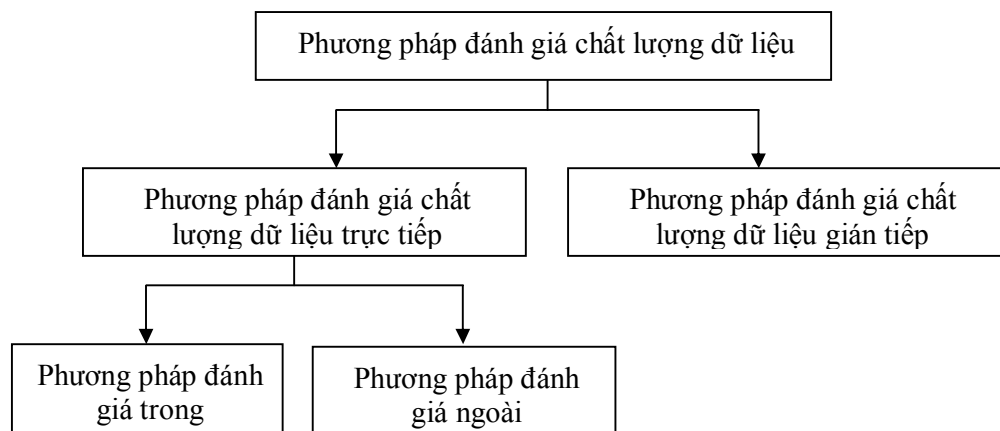 Phương pháp đánh giá chất lượng dữ liệu
Phương pháp đánh giá chất
lượng dữ liệu trực tiếp
Phương pháp đánh giá chất
lượng dữ liệu gián tiếp
Phương pháp đánh
giá trong
Phương pháp đánh
giá ngoài